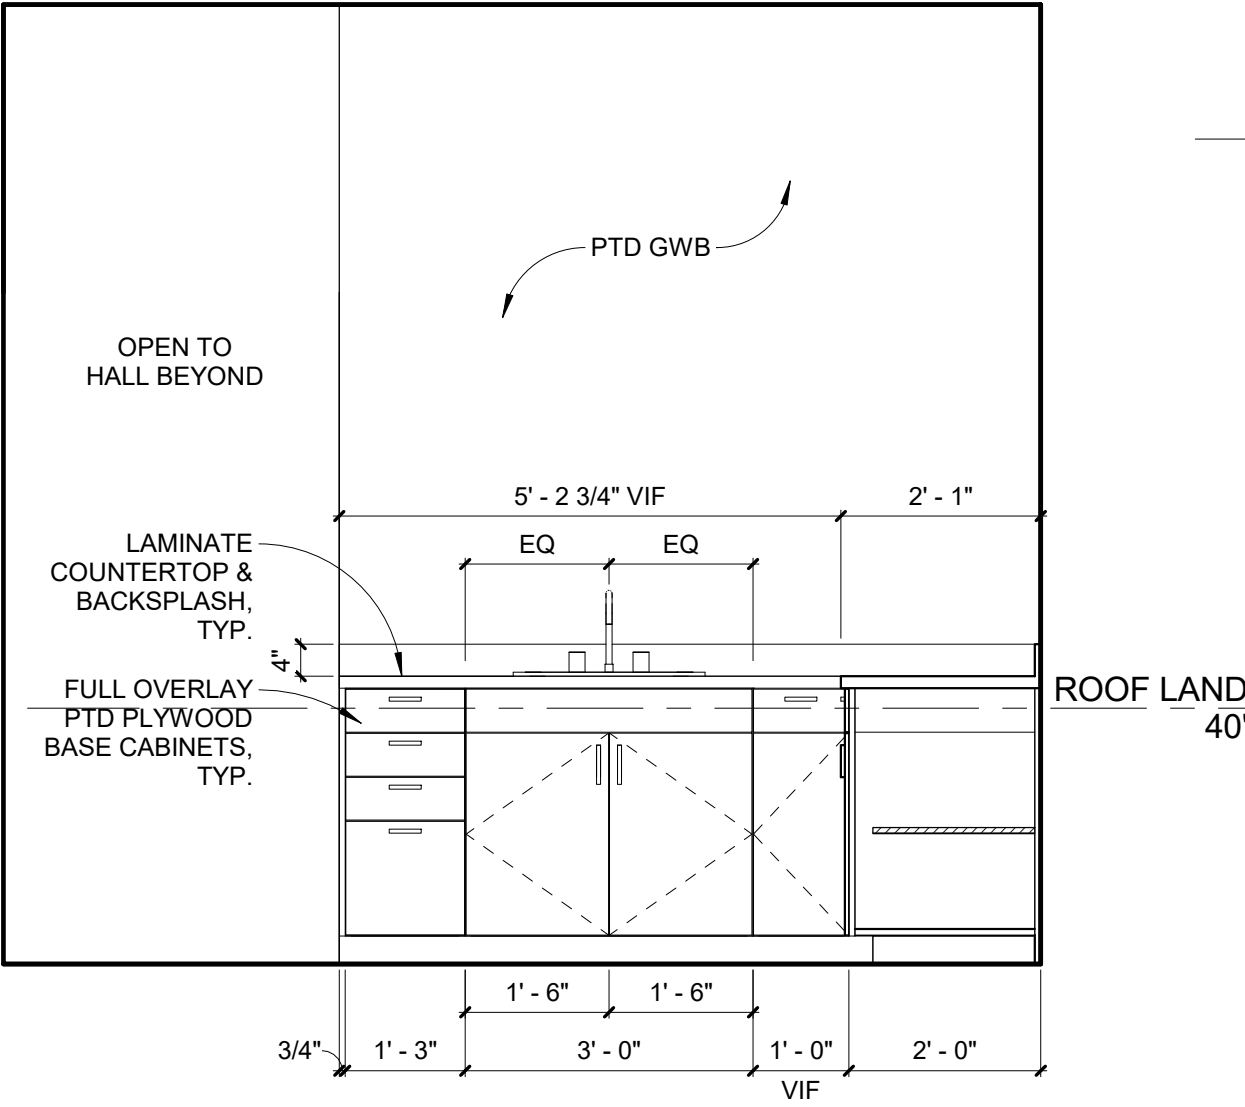 PTD GWB
OPEN TO
HALL BEYOND
5' - 2 3/4" VIF
2' - 1"
EQ
EQ
LAMINATE
COUNTERTOP &
BACKSPLASH,
TYP.
4"
FULL OVERLAY
PTD PLYWOOD
BASE CABINETS,
TYP.
ROOF LAND
40'
1' - 6"
1' - 6"
3/4"
1' - 3"
3' - 0"
1' - 0"
VIF
2' - 0"